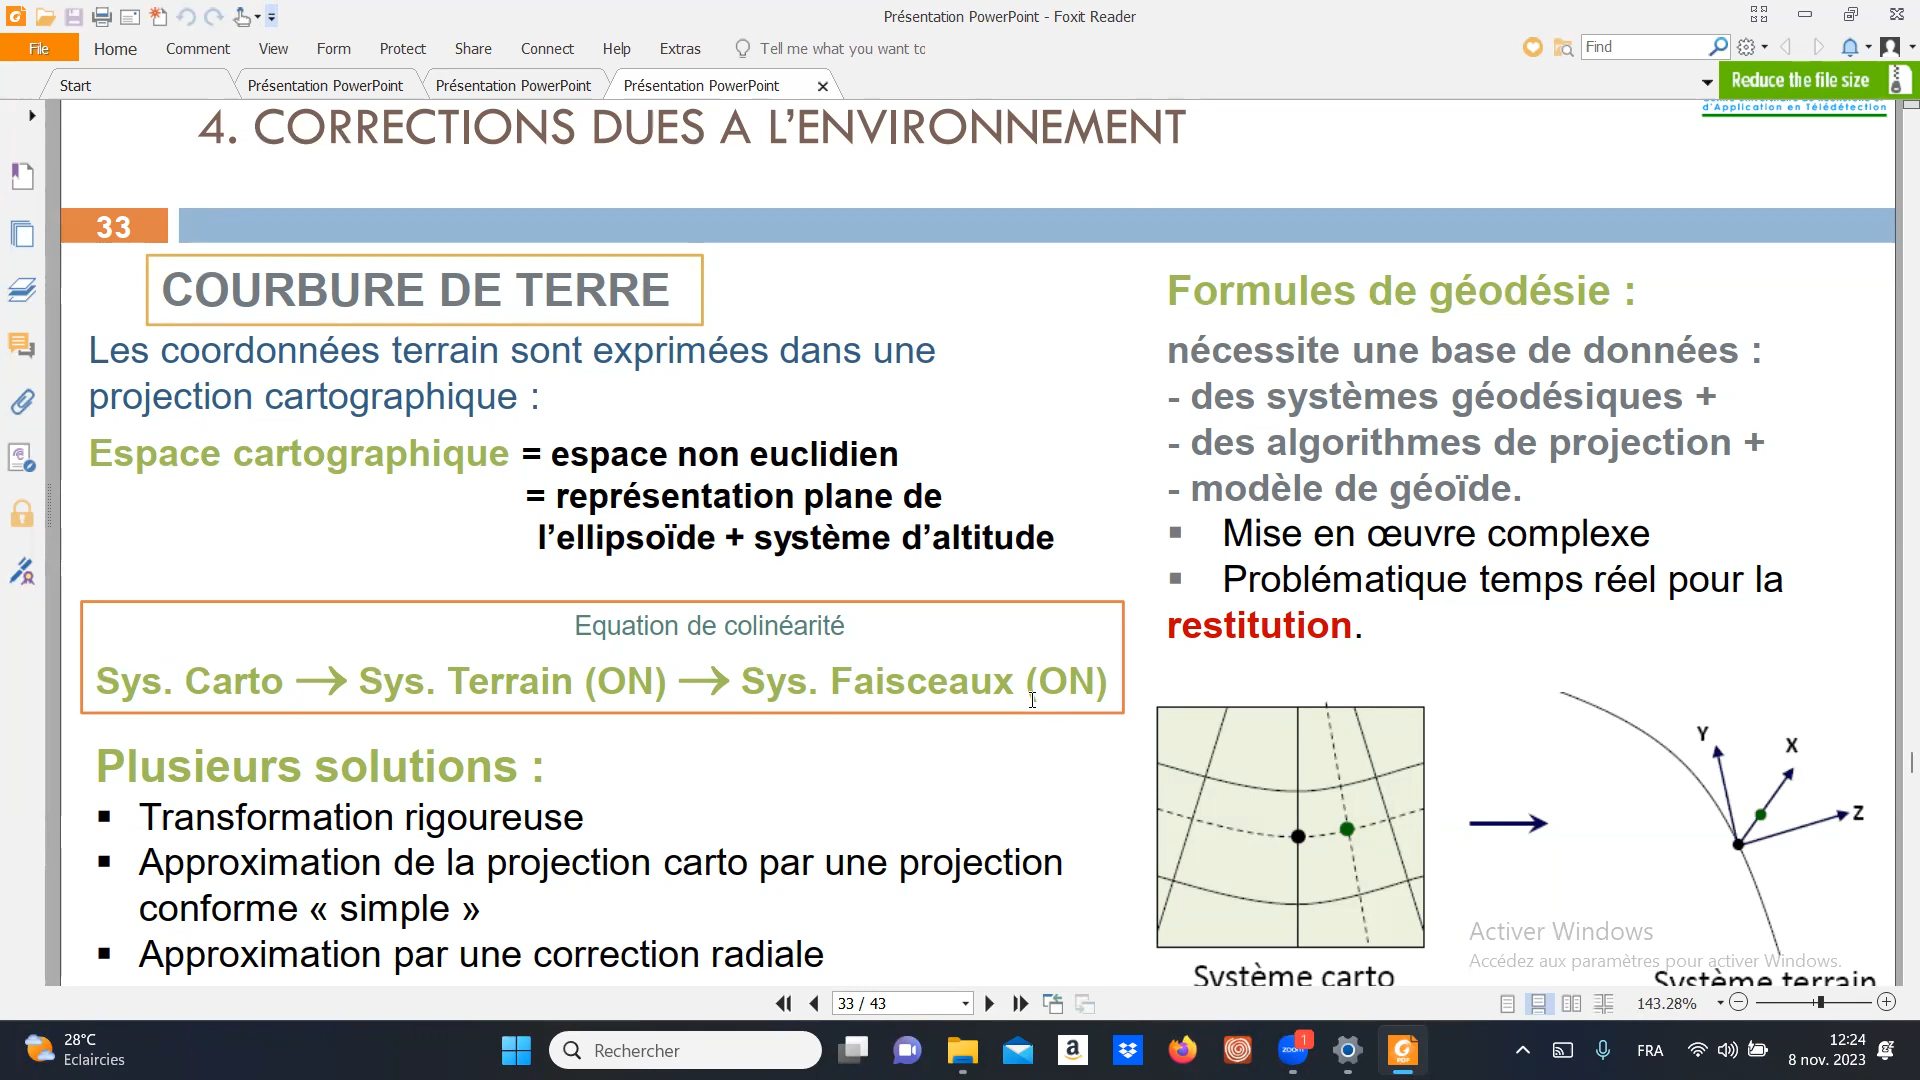 Présentation PowerPoint - Foxit Reader
File Home Comment View Form Protect Share Connect Help Extras Tell me what you want to
Find
Start Présentation PowerPoint Présentation PowerPoint Présentation PowerPoint
Reduce the file size
d'Application en Télédétection
4. CORRECTIONS DUES A L'ENVIRONNEMENT
33
COURBURE DE TERRE
Les coordonnées terrain sont exprimées dans une
projection cartographique :
Espace cartographique = espace non euclidien
= représentation plane de
l'ellipsoïde + système d'altitude
Equation de colinéarité
Sys. Carto → Sys. Terrain (ON) → Sys. Faisceaux (ON)
Plusieurs solutions :
▪ Transformation rigoureuse
▪ Approximation de la projection carto par une projection
conforme « simple »
▪ Approximation par une correction radiale
Formules de géodésie :
nécessite une base de données :
- des systèmes géodésiques +
- des algorithmes de projection +
- modèle de géoïde.
▪ Mise en œuvre complexe
▪ Problématique temps réel pour la
restitution.
Y
X
Z
Système carto
Système terrain
Activer Windows
Accédez aux paramètres pour activer Windows.
33 / 43
143.28%
28°C
Eclaircies
Rechercher
zoom
1
PDF
FRA
12:24
8 nov. 2023